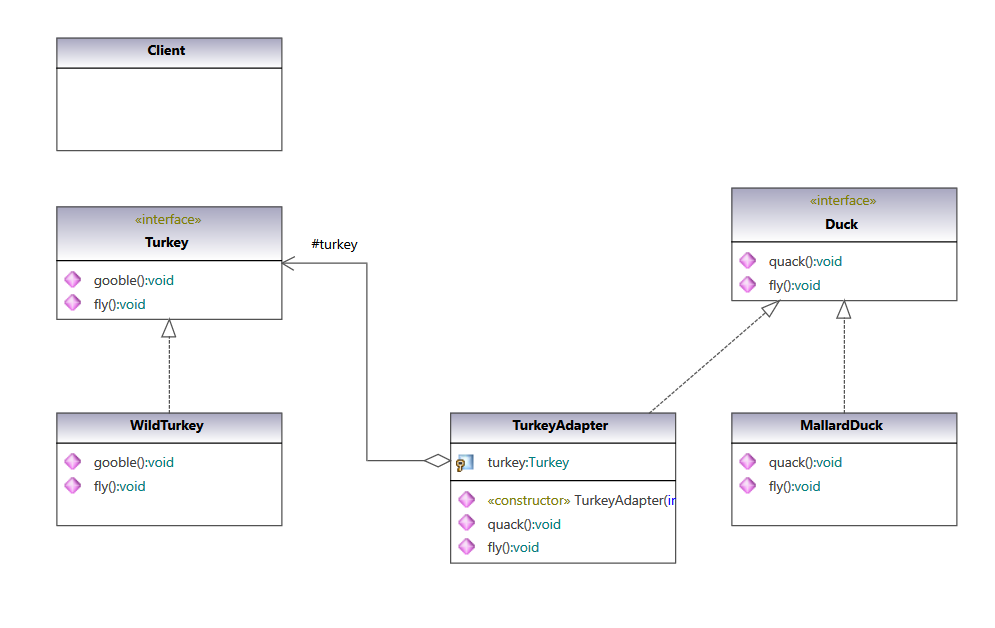 Client
«interface»
Turkey
gooble():void
fly():void
#turkey
«interface»
Duck
quack():void
fly():void
WildTurkey
gooble():void
fly():void
TurkeyAdapter
turkey:Turkey
«constructor» TurkeyAdapter(in
quack():void
fly():void
MallardDuck
quack():void
fly():void